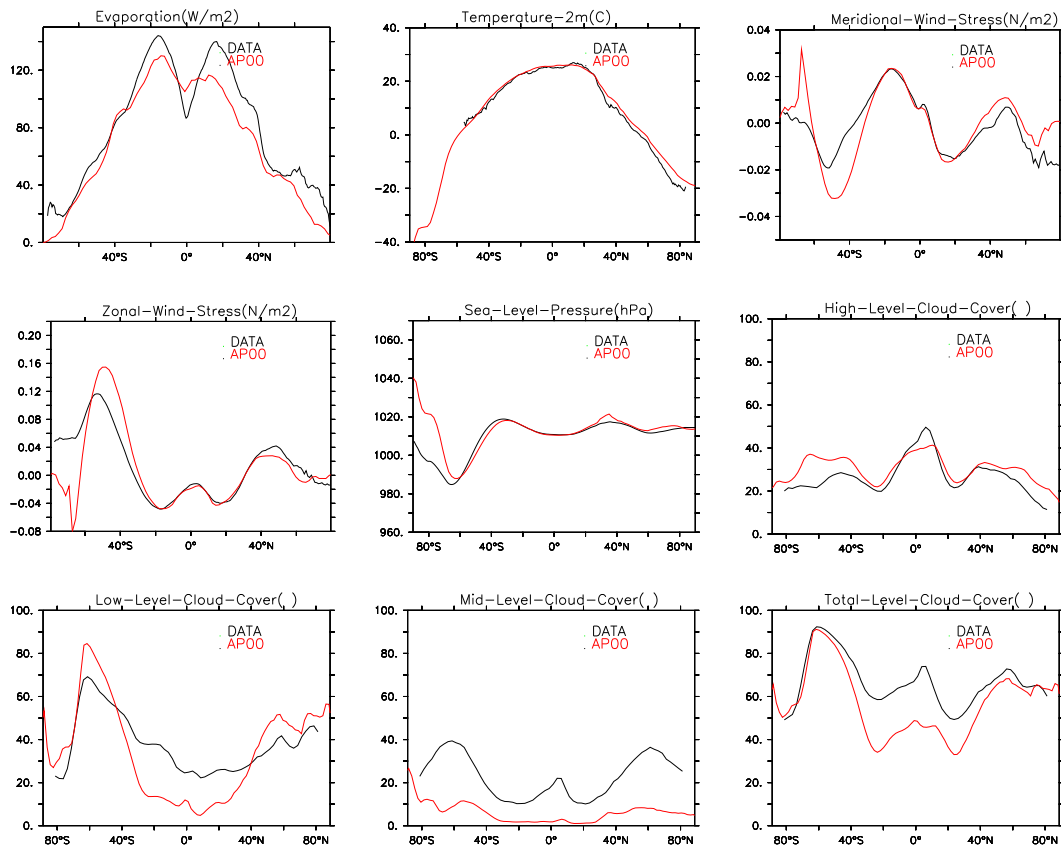 Evaporation(W/m2)
120.
80.
40.
0.
DATA
AP00
40°S 0° 40°N
Temperature-2m(C)
40.
20.
0.
-20.
-40.
DATA
AP00
80°S 40°S 0° 40°N 80°N
Meridional-Wind-Stress(N/m2)
0.04
0.02
0.00
-0.02
-0.04
DATA
AP00
40°S 0° 40°N
Zonal-Wind-Stress(N/m2)
0.20
0.16
0.12
0.08
0.04
0.00
-0.04
-0.08
DATA
AP00
40°S 0° 40°N
Sea-Level-Pressure(hPa)
1060.
1040.
1020.
1000.
980.
960.
DATA
AP00
80°S 40°S 0° 40°N 80°N
High-Level-Cloud-Cover( )
100.
80.
60.
40.
20.
0.
DATA
AP00
80°S 40°S 0° 40°N 80°N
Low-Level-Cloud-Cover( )
100.
80.
60.
40.
20.
0.
DATA
AP00
80°S 40°S 0° 40°N 80°N
Mid-Level-Cloud-Cover( )
100.
80.
60.
40.
20.
0.
DATA
AP00
80°S 40°S 0° 40°N 80°N
Total-Level-Cloud-Cover( )
100.
80.
60.
40.
20.
0.
DATA
AP00
80°S 40°S 0° 40°N 80°N